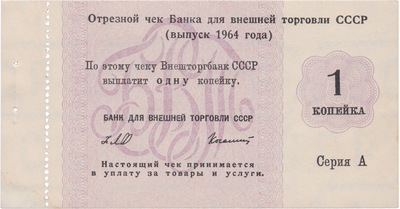 Отрезной чек Банка для внешней торговли СССР
(выпуск 1964 года)
По этому чеку Внешторгбанк СССР
выплатит одну копейку.
1
КОПЕЙКА
БАНК ДЛЯ ВНЕШНЕЙ ТОРГОВЛИ СССР
Настоящий чек принимается
в уплату за товары и услуги.
Серия А